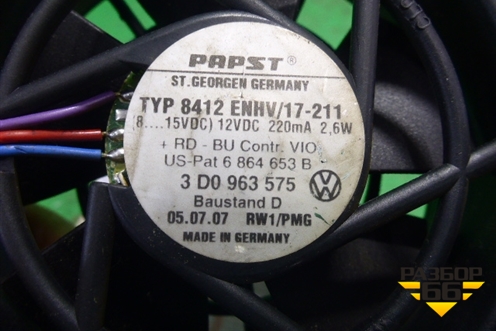 PAPST®
ST. GEORGEN GERMANY
TYP 8412 ENHV/17-211
(8....15VDC) 12VDC 220mA 2,6W
+ RD - BU Contr. VIO
US-Pat 6 864 653 B
3 D0 963 575
Baustand D
05.07.07 RW1/PMG
MADE IN GERMANY
РАЗБОР
66